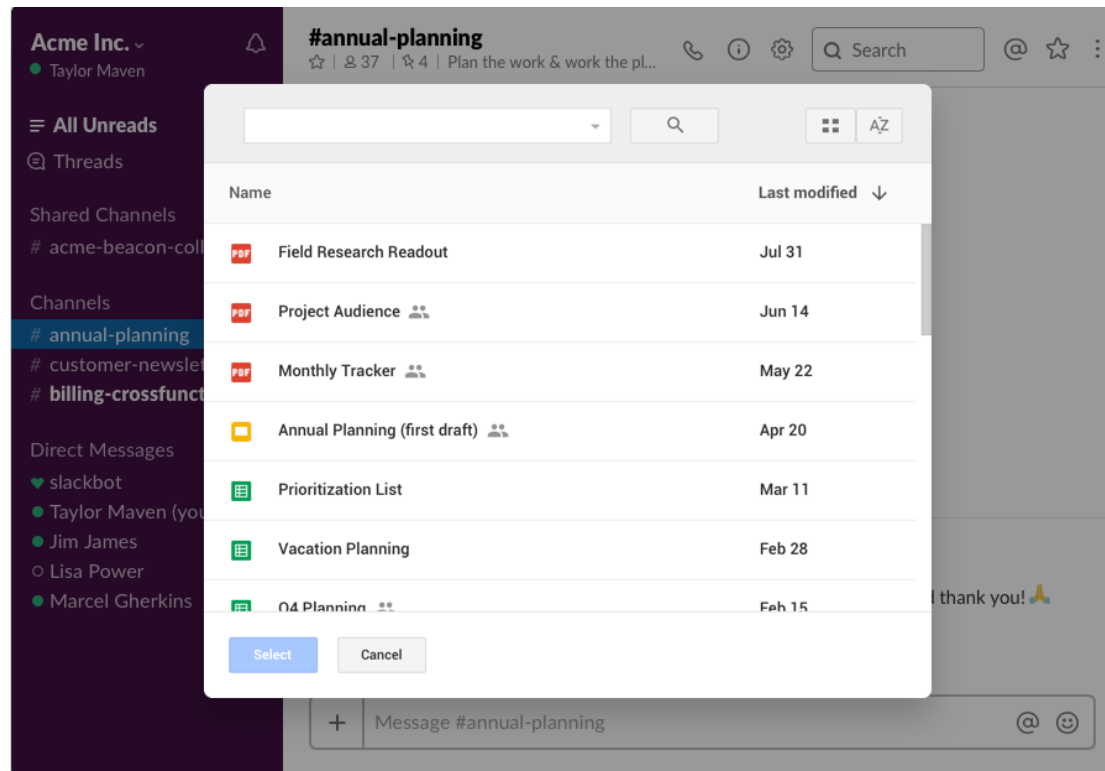 Acme Inc.
Taylor Maven
All Unreads
Threads
Shared Channels
# acme-beacon-coll
Channels
# annual-planning
# customer-newslet
# billing-crossfunct
Direct Messages
slackbot
Taylor Maven (you
Jim James
Lisa Power
Marcel Gherkins
#annual-planning
37 | 4 | Plan the work & work the pl...
Search
@
AZ
Name
Last modified
PDF Field Research Readout Jul 31
PDF Project Audience Jun 14
PDF Monthly Tracker May 22
Annual Planning (first draft) Apr 20
Prioritization List Mar 11
Vacation Planning Feb 28
Q4 Planning Feb 15
Select
Cancel
thank you!
+ Message #annual-planning @